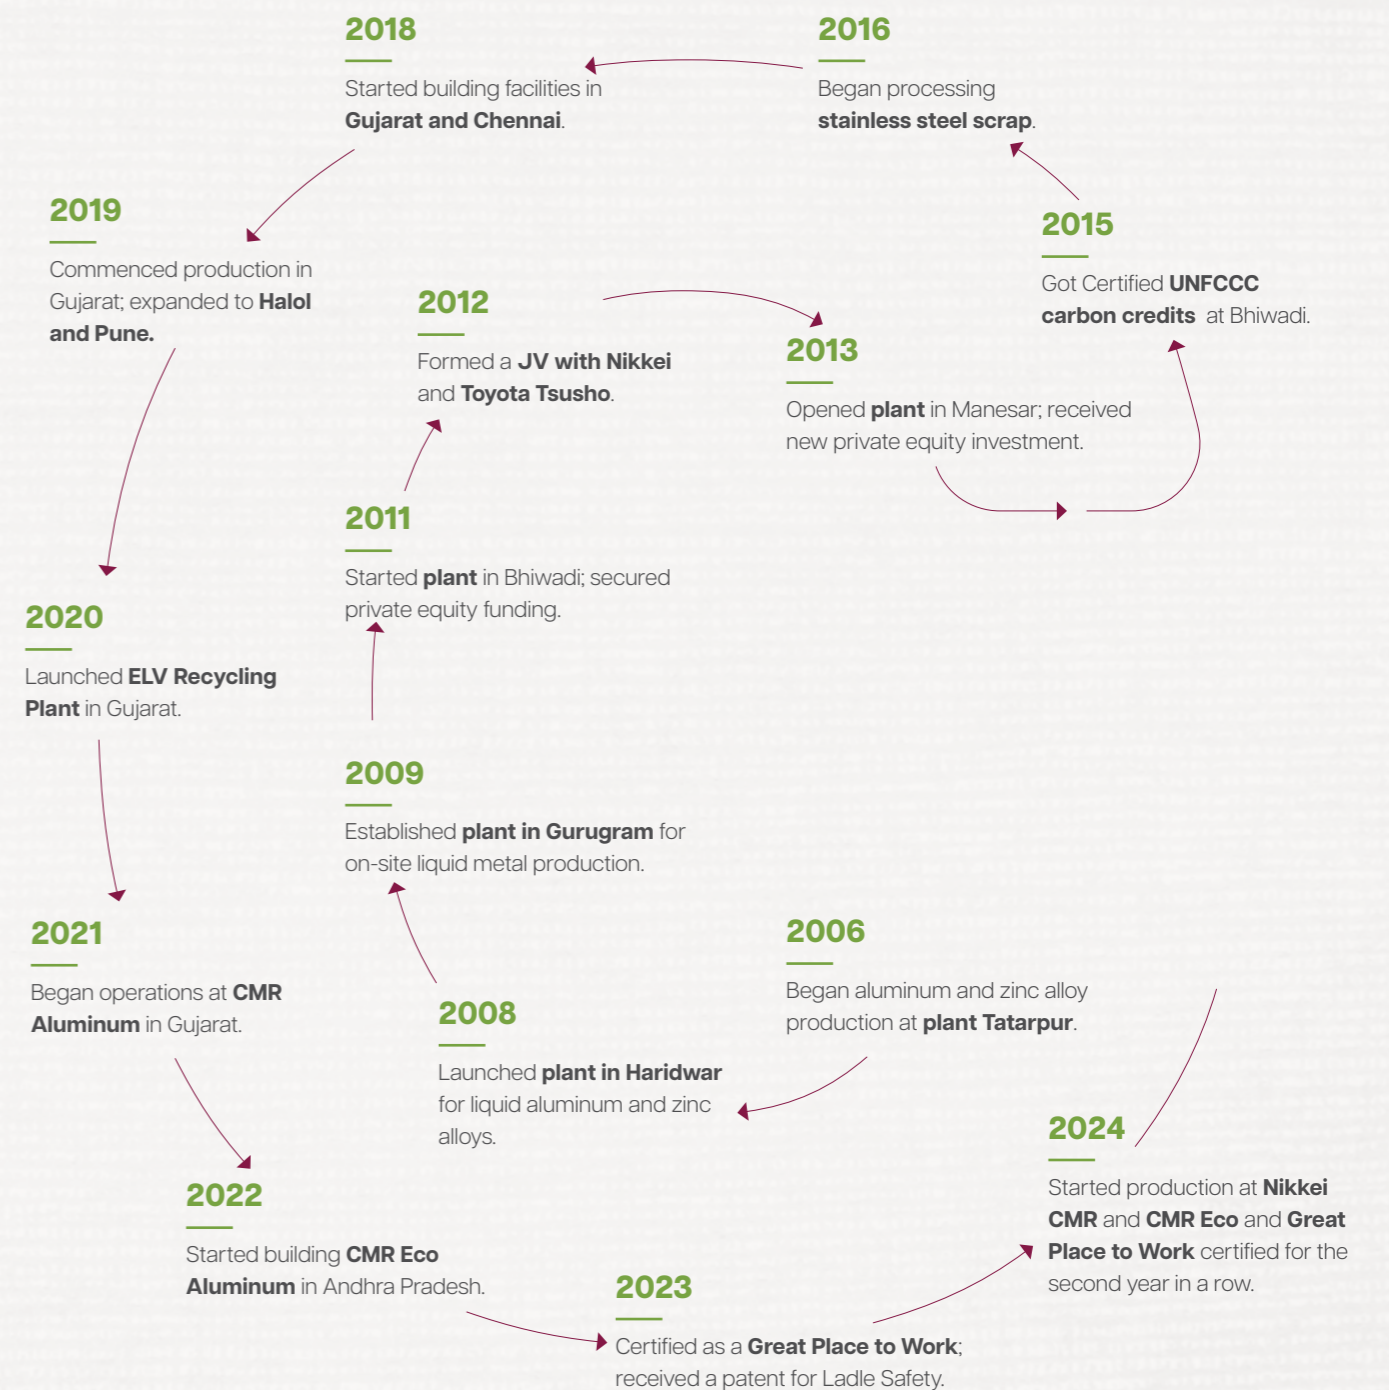 2006
Began aluminum and zinc alloy
production at plant Tatarpur.
2008
Launched plant in Haridwar
for liquid aluminum and zinc
alloys.
2009
Established plant in Gurugram for
on-site liquid metal production.
2011
Started plant in Bhiwadi; secured
private equity funding.
2012
Formed a JV with Nikkei
and Toyota Tsusho.
2013
Opened plant in Manesar; received
new private equity investment.
2015
Got Certified UNFCCC
carbon credits at Bhiwadi.
2016
Began processing
stainless steel scrap.
2018
Started building facilities in
Gujarat and Chennai.
2019
Commenced production in
Gujarat; expanded to Halol
and Pune.
2020
Launched ELV Recycling
Plant in Gujarat.
2021
Began operations at CMR
Aluminum in Gujarat.
2022
Started building CMR Eco
Aluminum in Andhra Pradesh.
2023
Certified as a Great Place to Work;
received a patent for Ladle Safety.
2024
Started production at Nikkei
CMR and CMR Eco and Great
Place to Work certified for the
second year in a row.